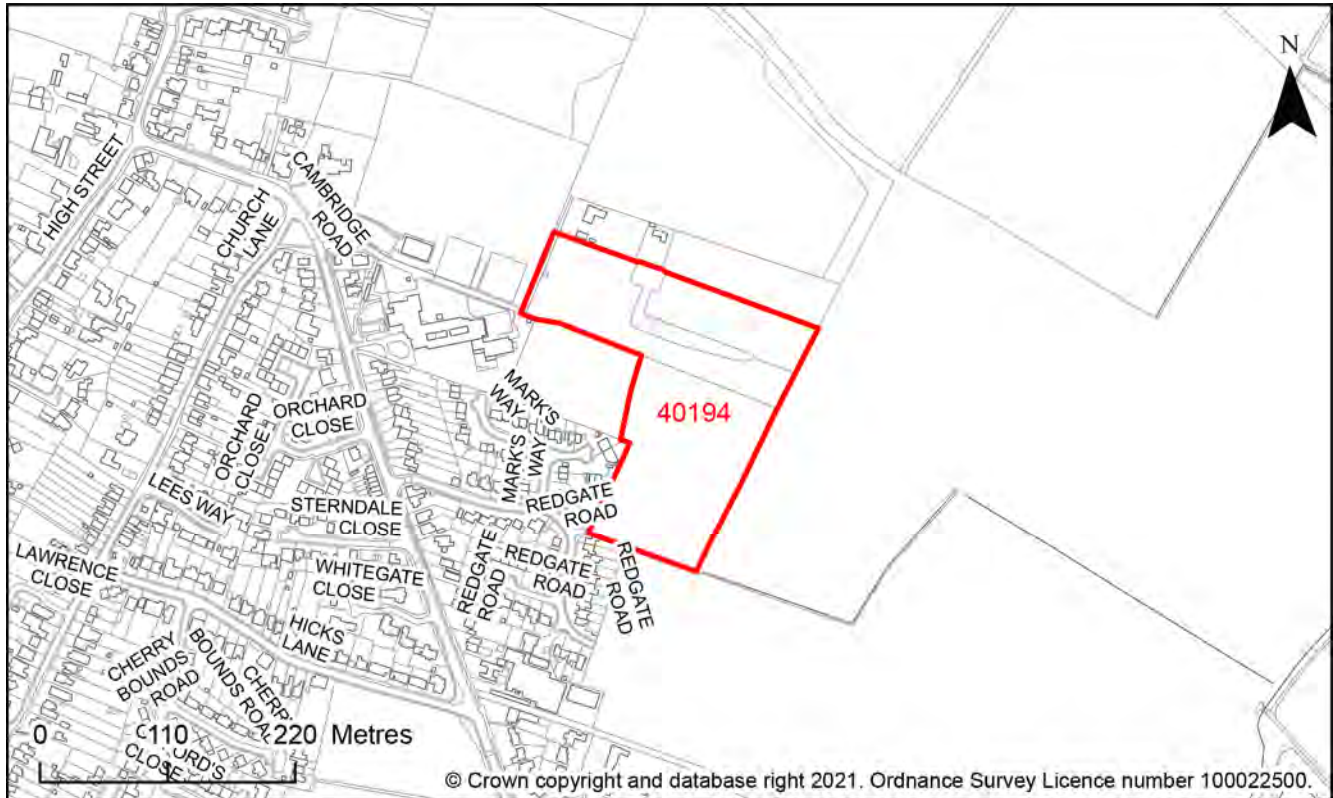 N
HIGH STREET
CHURCH
LANE
CAMBRIDGE
ROAD
40194
MARK'S
WAY
MARK'S
WAY
ORCHARD
CLOSE
ORCHARD
CLOSE
LEES WAY
STERNDALE
CLOSE
REDGATE
ROAD
REDGATE
ROAD
REDGATE
ROAD
REDGATE
ROAD
WHITEGATE
CLOSE
LAWRENCE
CLOSE
HICKS
LANE
CHERRY
BOUNDS
ROAD
CHERRY
BOUNDS ROAD
CLOSE
0 110 220 Metres
© Crown copyright and database right 2021. Ordnance Survey Licence number 100022500.